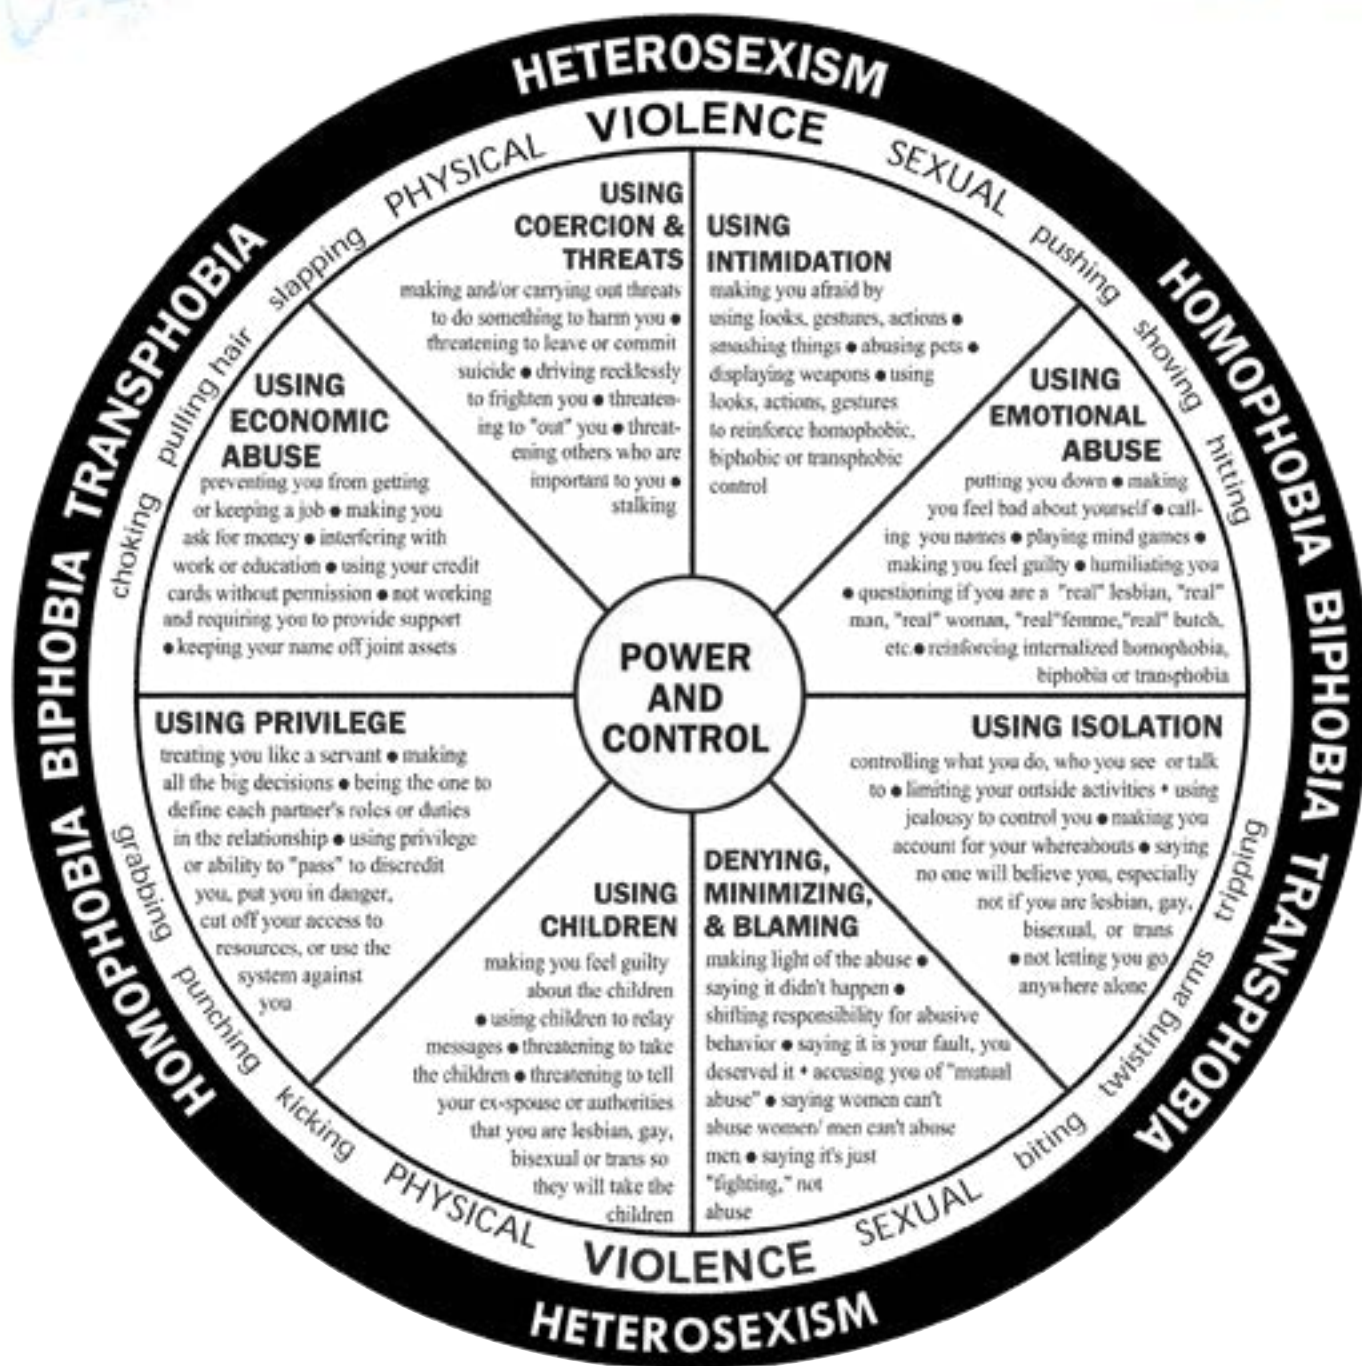 HETEROSEXISM
HOMOPHOBIA BIPHOBIA TRANSPHOBIA
HETEROSEXISM
HOMOPHOBIA BIPHOBIA TRANSPHOBIA
PHYSICAL VIOLENCE SEXUAL
pushing shoving hitting
tripping twisting arms biting
PHYSICAL VIOLENCE SEXUAL
kicking punching grabbing
choking pulling hair slapping
USING
COERCION &
THREATS
making and/or carrying out threats
to do something to harm you ●
threatening to leave or commit
suicide ● driving recklessly
to frighten you ● threaten-
ing to "out" you ● threat-
ening others who are
important to you ●
stalking
USING
INTIMIDATION
making you afraid by
using looks, gestures, actions ●
smashing things ● abusing pets ●
displaying weapons ● using
looks, actions, gestures
to reinforce homophobic,
biphobic or transphobic
control
USING
EMOTIONAL
ABUSE
putting you down ● making
you feel bad about yourself ● call-
ing you names ● playing mind games ●
making you feel guilty ● humiliating you
● questioning if you are a "real" lesbian, "real"
man, "real" woman, "real"femme,"real" butch,
etc.● reinforcing internalized homophobia,
biphobia or transphobia
USING ISOLATION
controlling what you do, who you see or talk
to ● limiting your outside activities • using
jealousy to control you ● making you
account for your whereabouts ● saying
no one will believe you, especially
not if you are lesbian, gay,
bisexual, or trans
● not letting you go
anywhere alone
DENYING,
MINIMIZING,
& BLAMING
making light of the abuse ●
saying it didn't happen ●
shifting responsibility for abusive
behavior ● saying it is your fault, you
deserved it • accusing you of "mutual
abuse" ● saying women can't
abuse women/ men can't abuse
men ● saying it's just
"fighting," not
abuse
USING
CHILDREN
making you feel guilty
about the children
● using children to relay
messages ● threatening to take
the children ● threatening to tell
your ex-spouse or authorities
that you are lesbian, gay,
bisexual or trans so
they will take the
children
USING PRIVILEGE
treating you like a servant ● making
all the big decisions ● being the one to
define each partner's roles or duties
in the relationship ● using privilege
or ability to "pass" to discredit
you, put you in danger,
cut off your access to
resources, or use the
system against
you
USING
ECONOMIC
ABUSE
preventing you from getting
or keeping a job ● making you
ask for money ● interfering with
work or education ● using your credit
cards without permission ● not working
and requiring you to provide support
● keeping your name off joint assets
POWER
AND
CONTROL